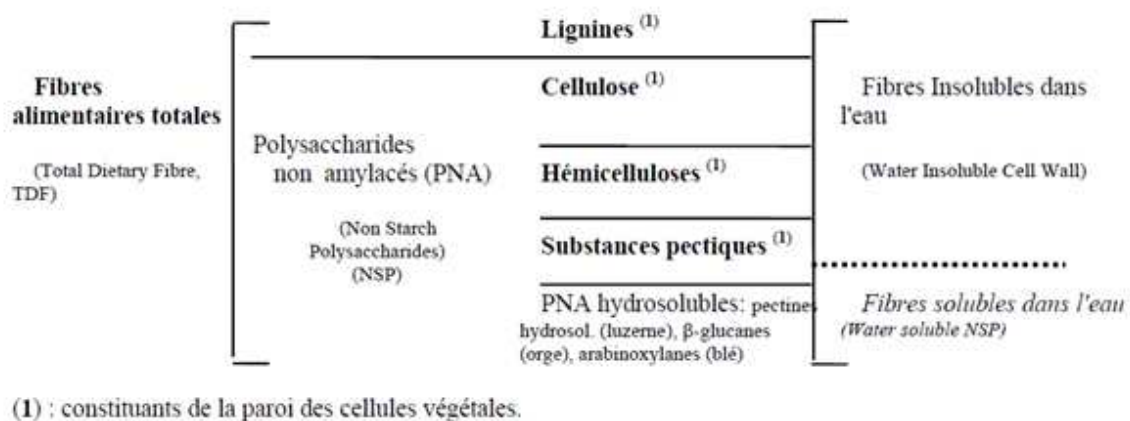 Fibres
alimentaires totales
(Total Dietary Fibre,
TDF)
Polysaccharides
non amylacés (PNA)
(Non Starch
Polysaccharides)
(NSP)
Lignines (1)
Cellulose (1)
Hémicelluloses (1)
Substances pectiques (1)
PNA hydrosolubles: pectines
hydrosol. (luzerne), β-glucanes
(orge), arabinoxylanes (blé)
Fibres Insolubles dans
l'eau
(Water Insoluble Cell Wall)
Fibres solubles dans l'eau
(Water soluble NSP)
(1) : constituants de la paroi des cellules végétales.